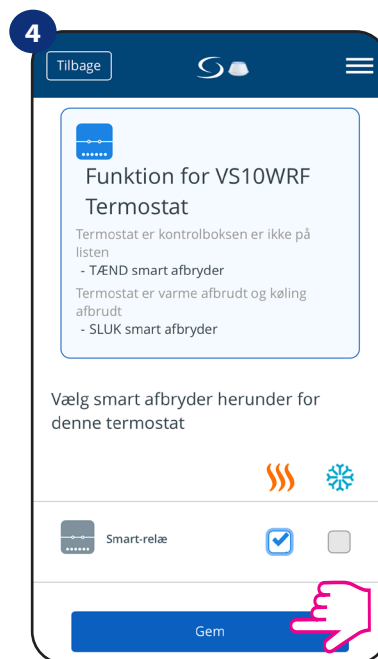 4
Tilbage
Funktion for VS10WRF
Termostat
Termostat er kontrolboksen er ikke på
listen
- TÆND smart afbryder
Termostat er varme afbrudt og køling
afbrudt
- SLUK smart afbryder
Vælg smart afbryder herunder for
denne termostat
Smart-relæ
Gem